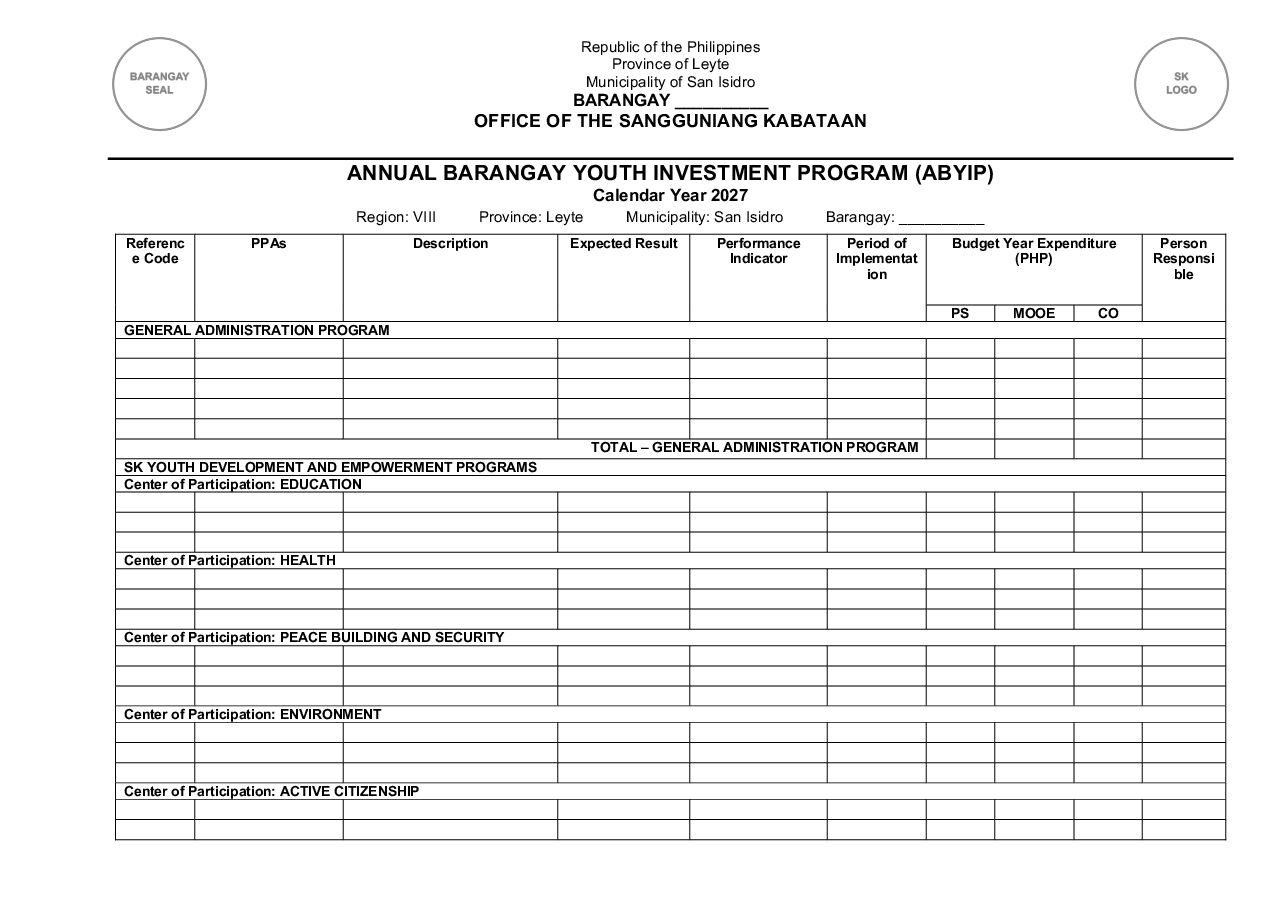 BARANGAY
SEAL
Republic of the Philippines
Province of Leyte
Municipality of San Isidro
BARANGAY __________
OFFICE OF THE SANGGUNIANG KABATAAN
SK
LOGO
ANNUAL BARANGAY YOUTH INVESTMENT PROGRAM (ABYIP)
Calendar Year 2027
Region: VIII Province: Leyte Municipality: San Isidro Barangay: __________
Referenc
e Code
PPAs
Description
Expected Result
Performance
Indicator
Period of
Implementat
ion
Budget Year Expenditure
(PHP)
Person
Responsi
ble
PS MOOE CO
GENERAL ADMINISTRATION PROGRAM
TOTAL – GENERAL ADMINISTRATION PROGRAM
SK YOUTH DEVELOPMENT AND EMPOWERMENT PROGRAMS
Center of Participation: EDUCATION
Center of Participation: HEALTH
Center of Participation: PEACE BUILDING AND SECURITY
Center of Participation: ENVIRONMENT
Center of Participation: ACTIVE CITIZENSHIP